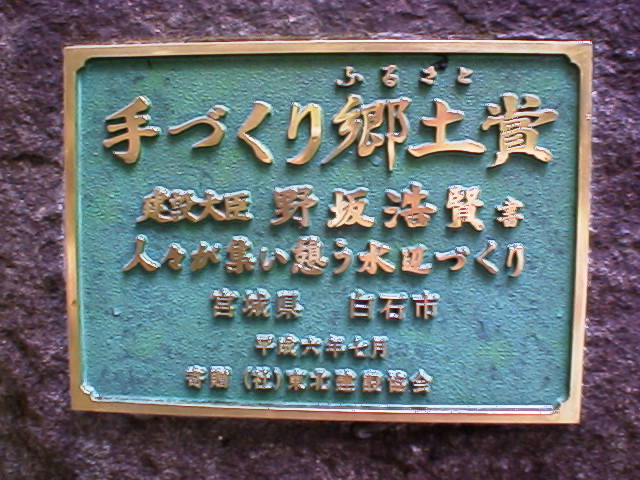 ふるさと
手づくり郷土賞
建設大臣 野坂浩賢書
人々が集い憩う水辺づくり
宮城県 白石市
平成六年七月
寄贈 (社)東北建設協会